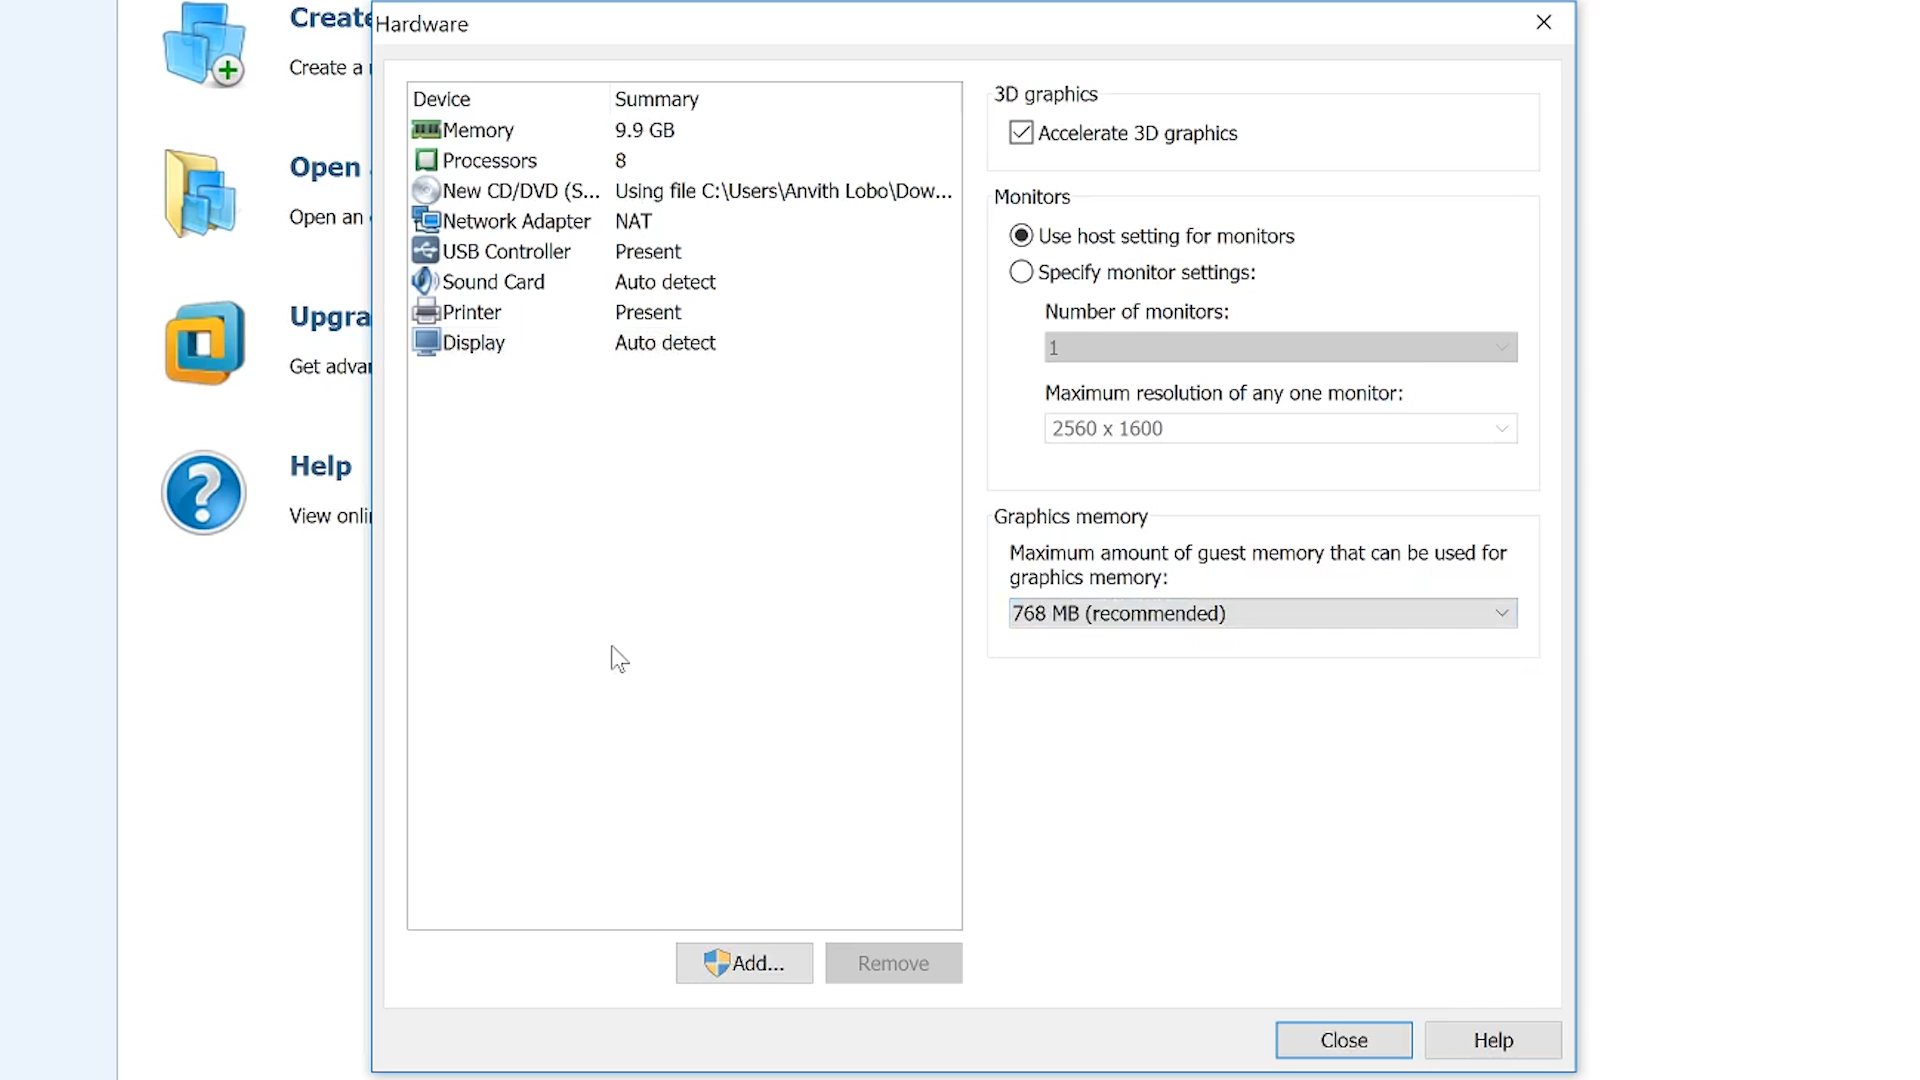 Create
Create a
Open
Open an
Upgra
Get advan
Help
View onli
Hardware
Device Summary
Memory 9.9 GB
Processors 8
New CD/DVD (S... Using file C:\Users\Anvith Lobo\Dow...
Network Adapter NAT
USB Controller Present
Sound Card Auto detect
Printer Present
Display Auto detect
Add...
Remove
3D graphics
Accelerate 3D graphics
Monitors
Use host setting for monitors
Specify monitor settings:
Number of monitors:
1
Maximum resolution of any one monitor:
2560 x 1600
Graphics memory
Maximum amount of guest memory that can be used for
graphics memory:
768 MB (recommended)
Close
Help